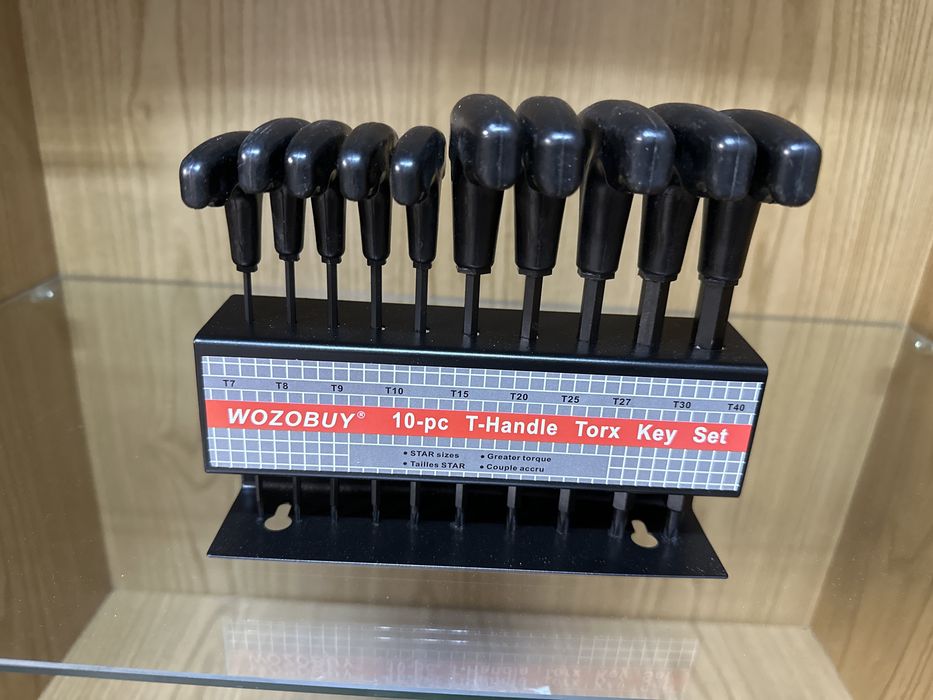 T7 T8 T9 T10 T15 T20 T25 T27 T30 T40
WOZOBUY® 10-pc T-Handle Torx Key Set
• STAR sizes • Greater torque
• Tailles STAR • Couple accru